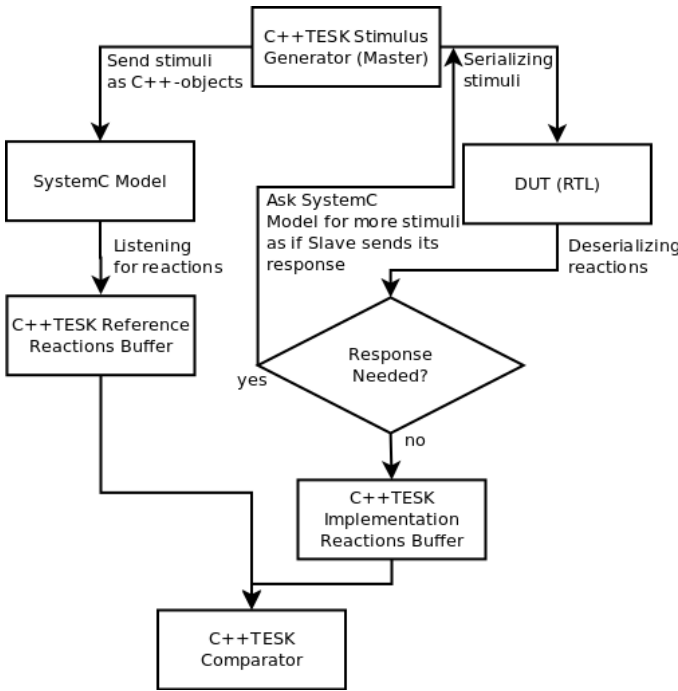 C++TESK Stimulus
Generator (Master)
Send stimuli
as C++-objects
Serializing
stimuli
SystemC Model
DUT (RTL)
Ask SystemC
Model for more stimuli
as if Slave sends its
response
Listening
for reactions
Deserializing
reactions
C++TESK Reference
Reactions Buffer
Response
Needed?
yes
no
C++TESK
Implementation
Reactions Buffer
C++TESK
Comparator